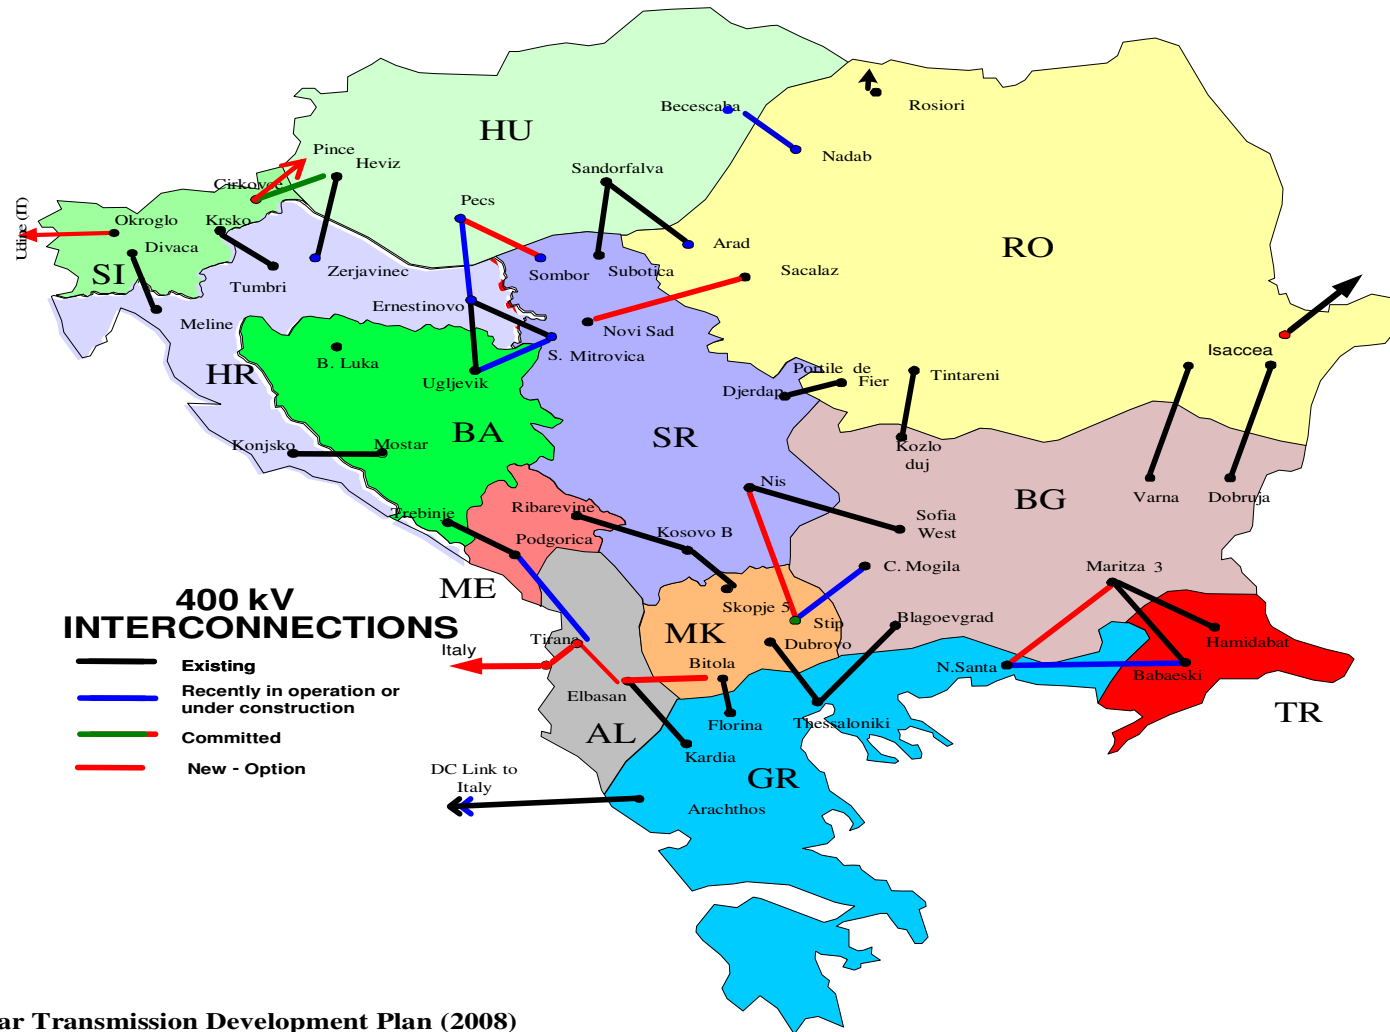 HU
Becescaba
Rosiori
Nadab
Pince
Heviz
Cirkovce
Sandorfalva
Pecs
Okroglo
Krsko
Udine (IT)
Divaca
SI
Tumbri
Zerjavinec
Sombor
Subotica
Arad
Sacalaz
RO
Meline
Ernestinovo
Novi Sad
S. Mitrovica
HR
B. Luka
Ugljevik
Isaccea
Portile de
Fier
Djerdap
Tintareni
BA
SR
Konjsko
Mostar
Kozlo
duj
Nis
BG
Varna
Dobruja
Trebinje
Ribarevine
Kosovo B
Sofia
West
Podgorica
C. Mogila
Maritza 3
ME
Skopje 5
400 kV
INTERCONNECTIONS
Stip
Blagoevgrad
MK
Dubrovo
Hamidabat
Italy
Tirana
Bitola
N.Santa
Babaeski
Existing
Recently in operation or
under construction
Elbasan
Florina
Thessaloniki
TR
Committed
AL
Kardia
New - Option
DC Link to
Italy
GR
Arachthos
ar Transmission Development Plan (2008)